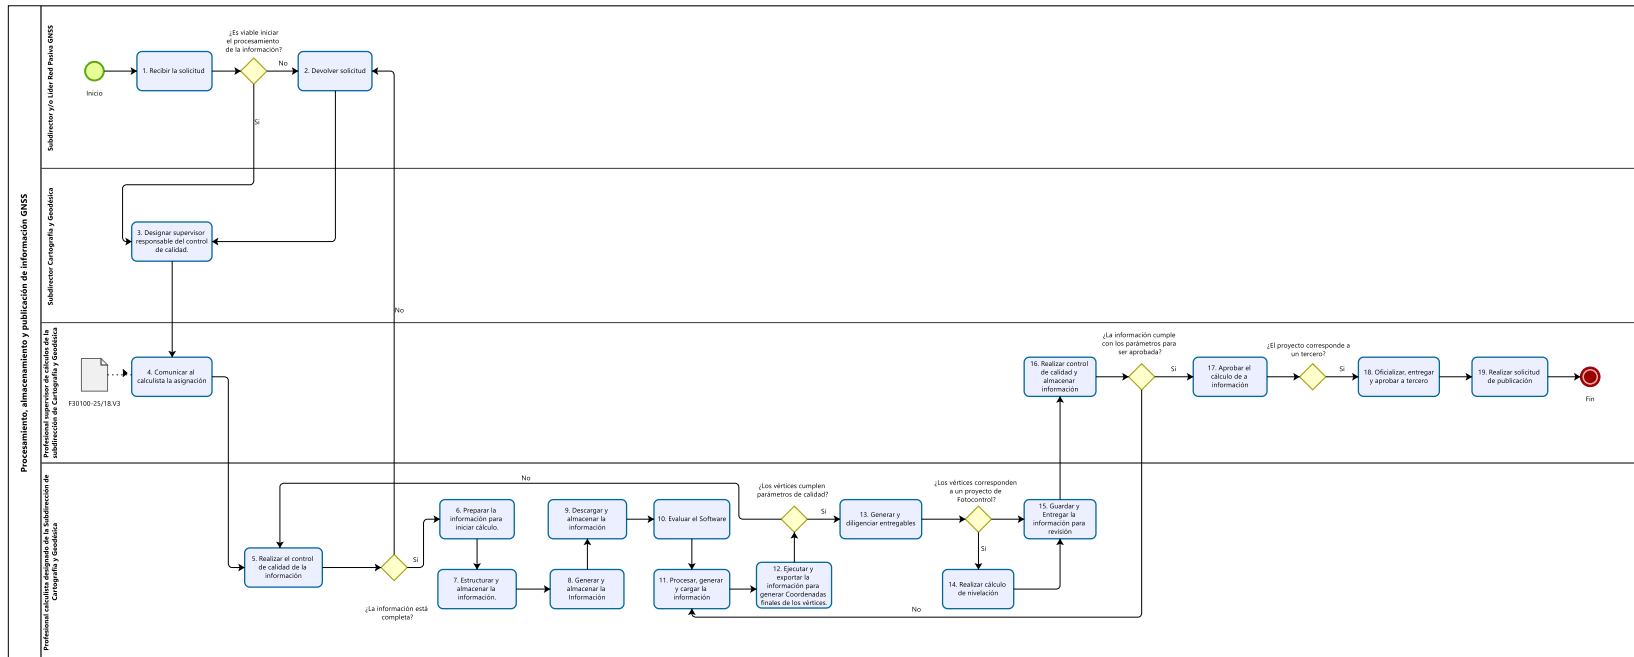 Procesamiento, almacenamiento y publicación de información GNSS
Subdirector y/o Líder Red Pasiva GNSS
Inicio
1. Recibir la solicitud
¿Es viable iniciar
el procesamiento
de la información?
No
2. Devolver solicitud
Si
Subdirector Cartografía y Geodésica
3. Designar supervisor
responsable del control
de calidad.
No
Profesional supervisor de cálculos de la
subdirección de Cartografía y Geodésica
F30100-25/18.V3
4. Comunicar al
calculista la asignación
16. Realizar control
de calidad y
almacenar
información
¿La información cumple
con los parámetros para
ser aprobada?
Si
17. Aprobar el
cálculo de a
información
¿El proyecto corresponde a
un tercero?
Si
18. Oficializar, entregar
y aprobar a tercero
19. Realizar solicitud
de publicación
Fin
Profesional calculista designado de la Subdirección de
Cartografía y Geodésica
5. Realizar el control
de calidad de la
información
¿La información está
completa?
Si
No
6. Preparar la
información para
iniciar cálculo.
7. Estructurar y
almacenar la
información.
8. Generar y
almacenar la
Información
9. Descargar y
almacenar la
información
10. Evaluar el Software
11. Procesar, generar
y cargar la
información
12. Ejecutar y
exportar la
información para
generar Coordenadas
finales de los vértices.
¿Los vértices cumplen
parámetros de calidad?
Si
13. Generar y
diligenciar entregables
¿Los vértices corresponden
a un proyecto de
Fotocontrol?
Si
14. Realizar cálculo
de nivelación
15. Guardar y
Entregar la
información para
revisión
No